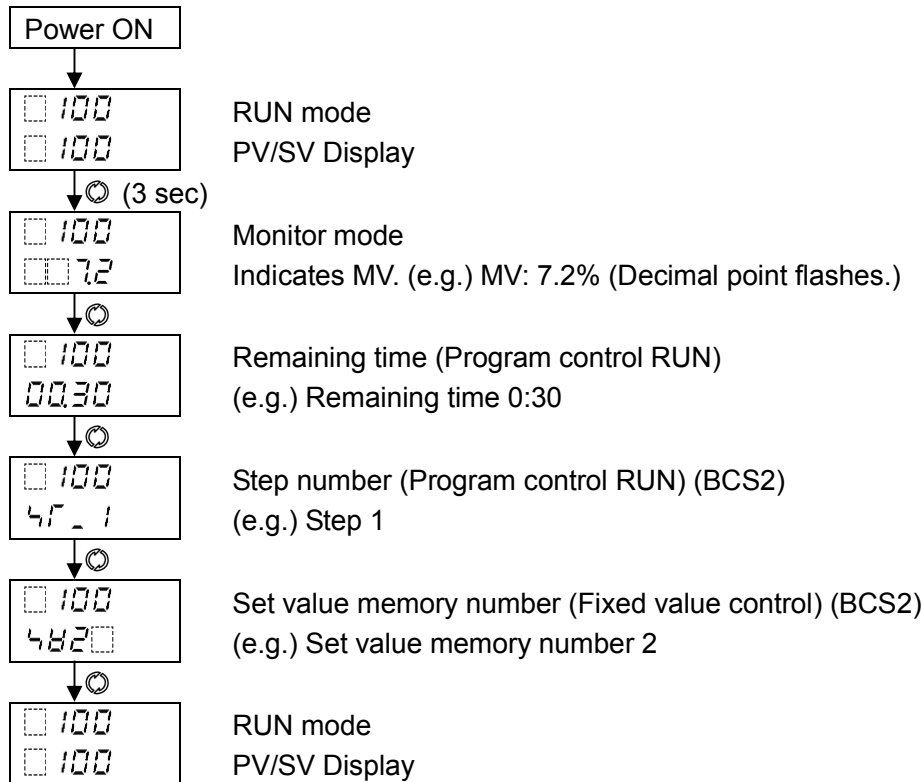 Power ON
100
RUN mode
100
PV/SV Display
(3 sec)
100
Monitor mode
7.2
Indicates MV. (e.g.) MV: 7.2% (Decimal point flashes.)
100
Remaining time (Program control RUN)
00.30
(e.g.) Remaining time 0:30
100
Step number (Program control RUN) (BCS2)
(e.g.) Step 1
100
Set value memory number (Fixed value control) (BCS2)
(e.g.) Set value memory number 2
100
RUN mode
100
PV/SV Display